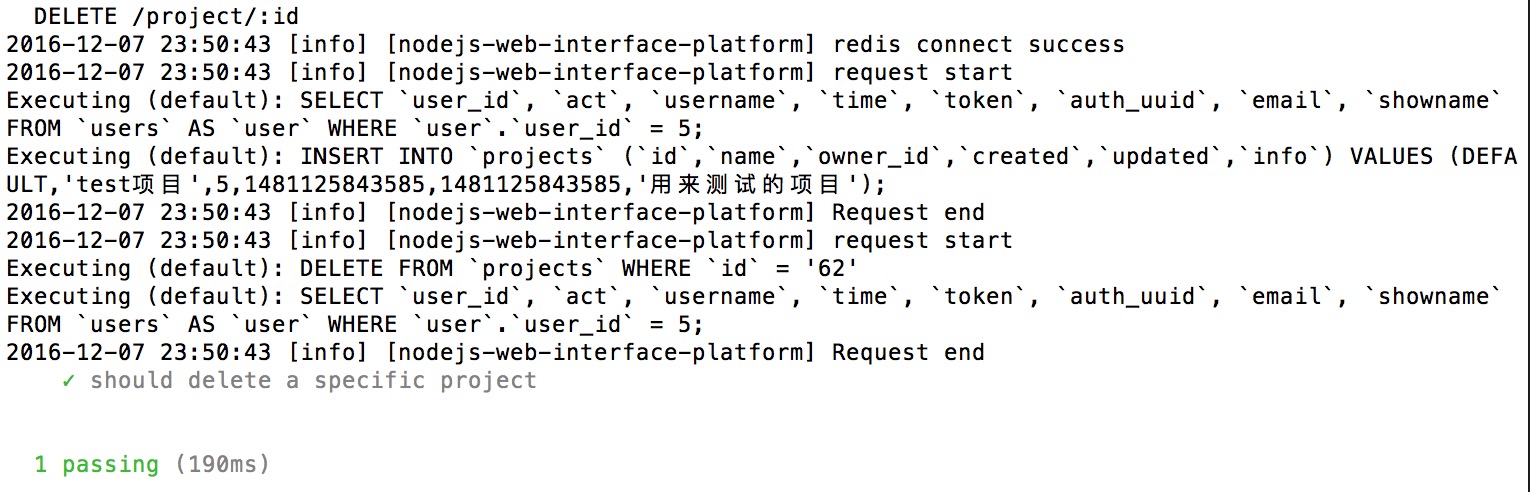 DELETE /project/:id
2016-12-07 23:50:43 [info] [nodejs-web-interface-platform] redis connect success
2016-12-07 23:50:43 [info] [nodejs-web-interface-platform] request start
Executing (default): SELECT `user_id`, `act`, `username`, `time`, `token`, `auth_uuid`, `email`, `showname`
FROM `users` AS `user` WHERE `user`.`user_id` = 5;
Executing (default): INSERT INTO `projects` (`id`,`name`,`owner_id`,`created`,`updated`,`info`) VALUES (DEFA
ULT,'test项目',5,1481125843585,1481125843585,'用来测试的项目');
2016-12-07 23:50:43 [info] [nodejs-web-interface-platform] Request end
2016-12-07 23:50:43 [info] [nodejs-web-interface-platform] request start
Executing (default): DELETE FROM `projects` WHERE `id` = '62'
Executing (default): SELECT `user_id`, `act`, `username`, `time`, `token`, `auth_uuid`, `email`, `showname`
FROM `users` AS `user` WHERE `user`.`user_id` = 5;
2016-12-07 23:50:43 [info] [nodejs-web-interface-platform] Request end
✓ should delete a specific project
1 passing (190ms)